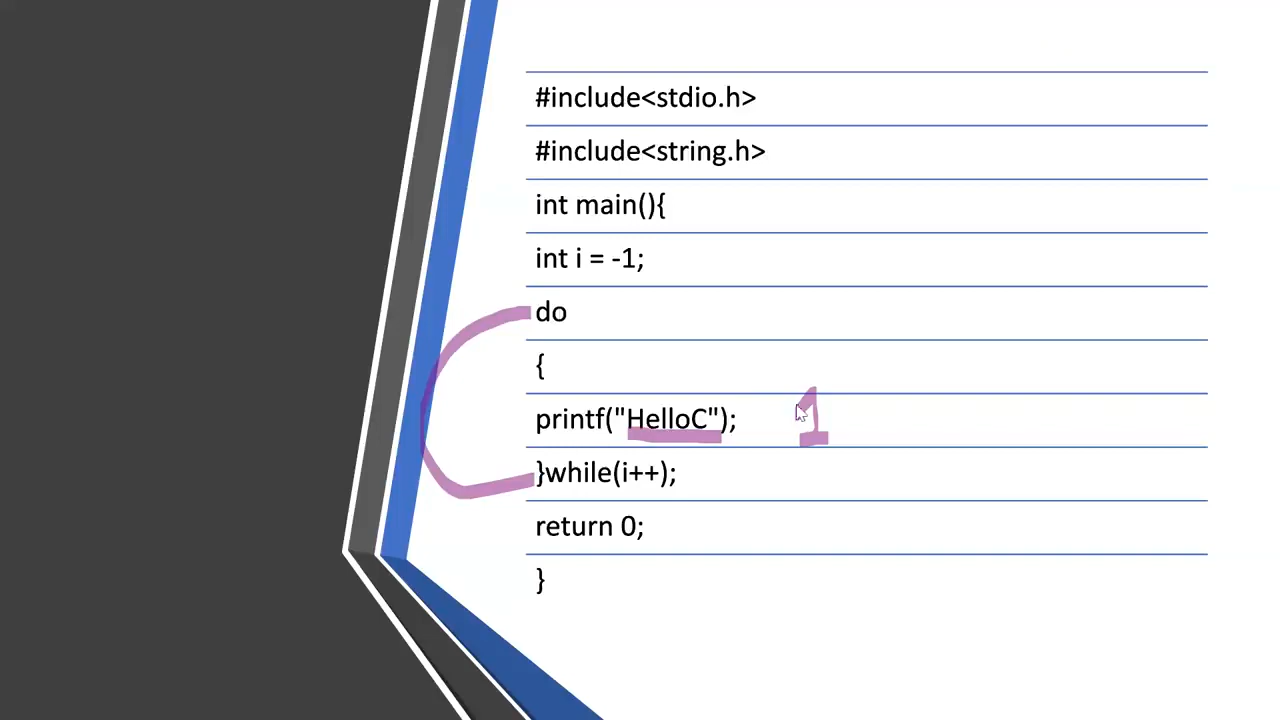 #include<stdio.h>
#include<string.h>
int main(){
int i = -1;
do
{
printf("HelloC"); 1
}while(i++);
return 0;
}